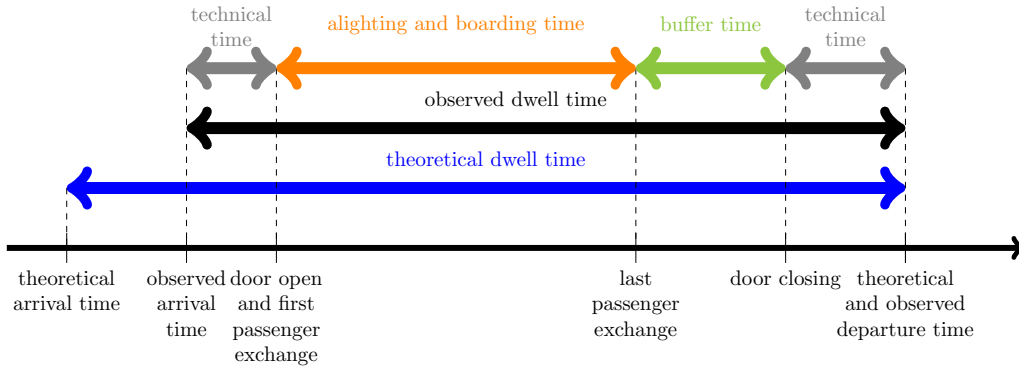 technical
time
alighting and boarding time
buffer time
technical
time
observed dwell time
theoretical dwell time
theoretical
arrival time
observed
arrival
time
door open
and first
passenger
exchange
last
passenger
exchange
door closing
theoretical
and observed
departure time